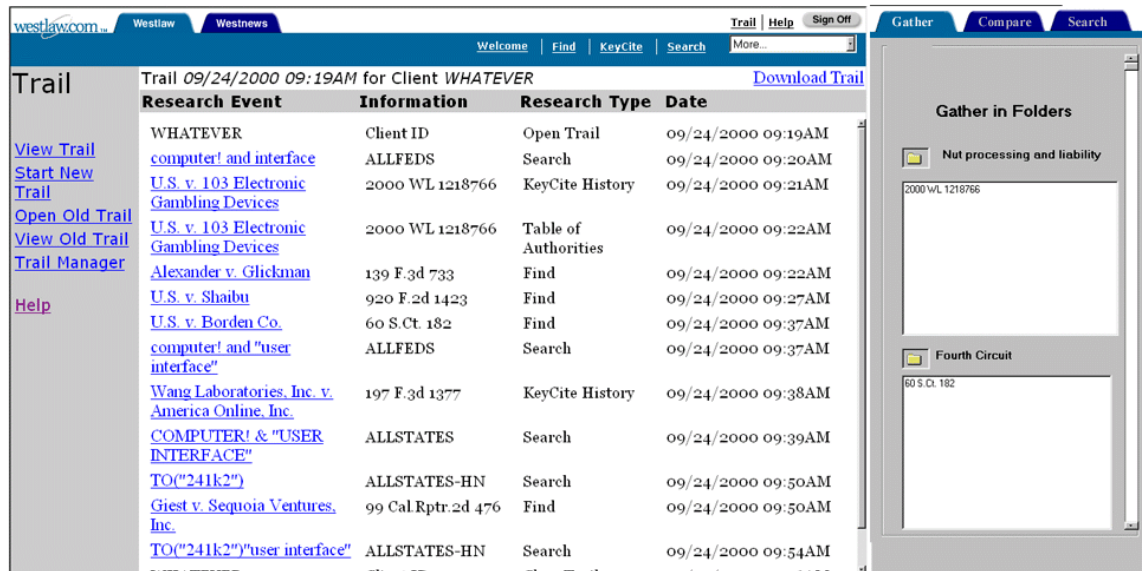 westlaw.com™ Westlaw Westnews Trail | Help Sign Off
Welcome | Find | KeyCite | Search More...
Trail
View Trail
Start New
Trail
Open Old Trail
View Old Trail
Trail Manager
Help
Trail 09/24/2000 09:19AM for Client WHATEVER Download Trail
Research Event Information Research Type Date
WHATEVER Client ID Open Trail 09/24/2000 09:19AM
computer! and interface ALLFEDS Search 09/24/2000 09:20AM
U.S. v. 103 Electronic 2000 WL 1218766 KeyCite History 09/24/2000 09:21AM
Gambling Devices
U.S. v. 103 Electronic 2000 WL 1218766 Table of 09/24/2000 09:22AM
Gambling Devices Authorities
Alexander v. Glickman 139 F.3d 733 Find 09/24/2000 09:22AM
U.S. v. Shaibu 920 F.2d 1423 Find 09/24/2000 09:27AM
U.S. v. Borden Co. 60 S.Ct. 182 Find 09/24/2000 09:37AM
computer! and "user ALLFEDS Search 09/24/2000 09:37AM
interface"
Wang Laboratories, Inc. v. 197 F.3d 1377 KeyCite History 09/24/2000 09:38AM
America Online, Inc.
COMPUTER! & "USER ALLSTATES Search 09/24/2000 09:39AM
INTERFACE"
TO("241k2") ALLSTATES-HN Search 09/24/2000 09:50AM
Giest v. Sequoia Ventures, 99 Cal.Rptr.2d 476 Find 09/24/2000 09:50AM
Inc.
TO("241k2")"user interface" ALLSTATES-HN Search 09/24/2000 09:54AM
Gather Compare Search
Gather in Folders
Nut processing and liability
2000 WL 1218766
Fourth Circuit
60 S.Ct. 182